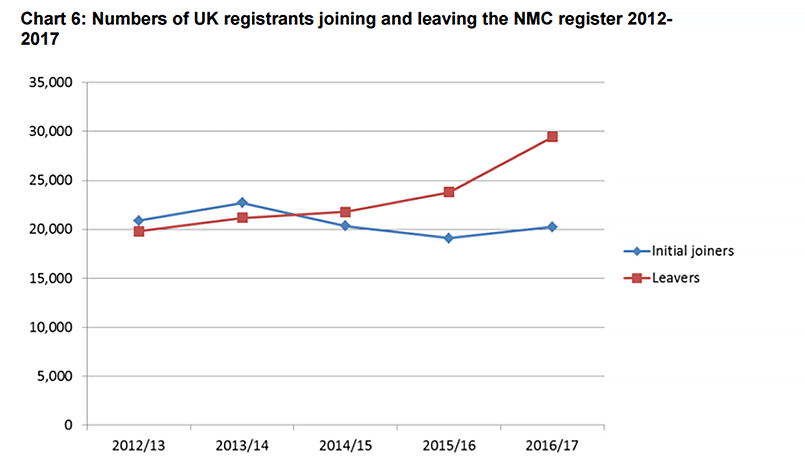 Chart 6: Numbers of UK registrants joining and leaving the NMC register 2012-
2017
35,000
30,000
25,000
20,000
15,000
10,000
5,000
0
2012/13 2013/14 2014/15 2015/16 2016/17
Initial joiners
Leavers